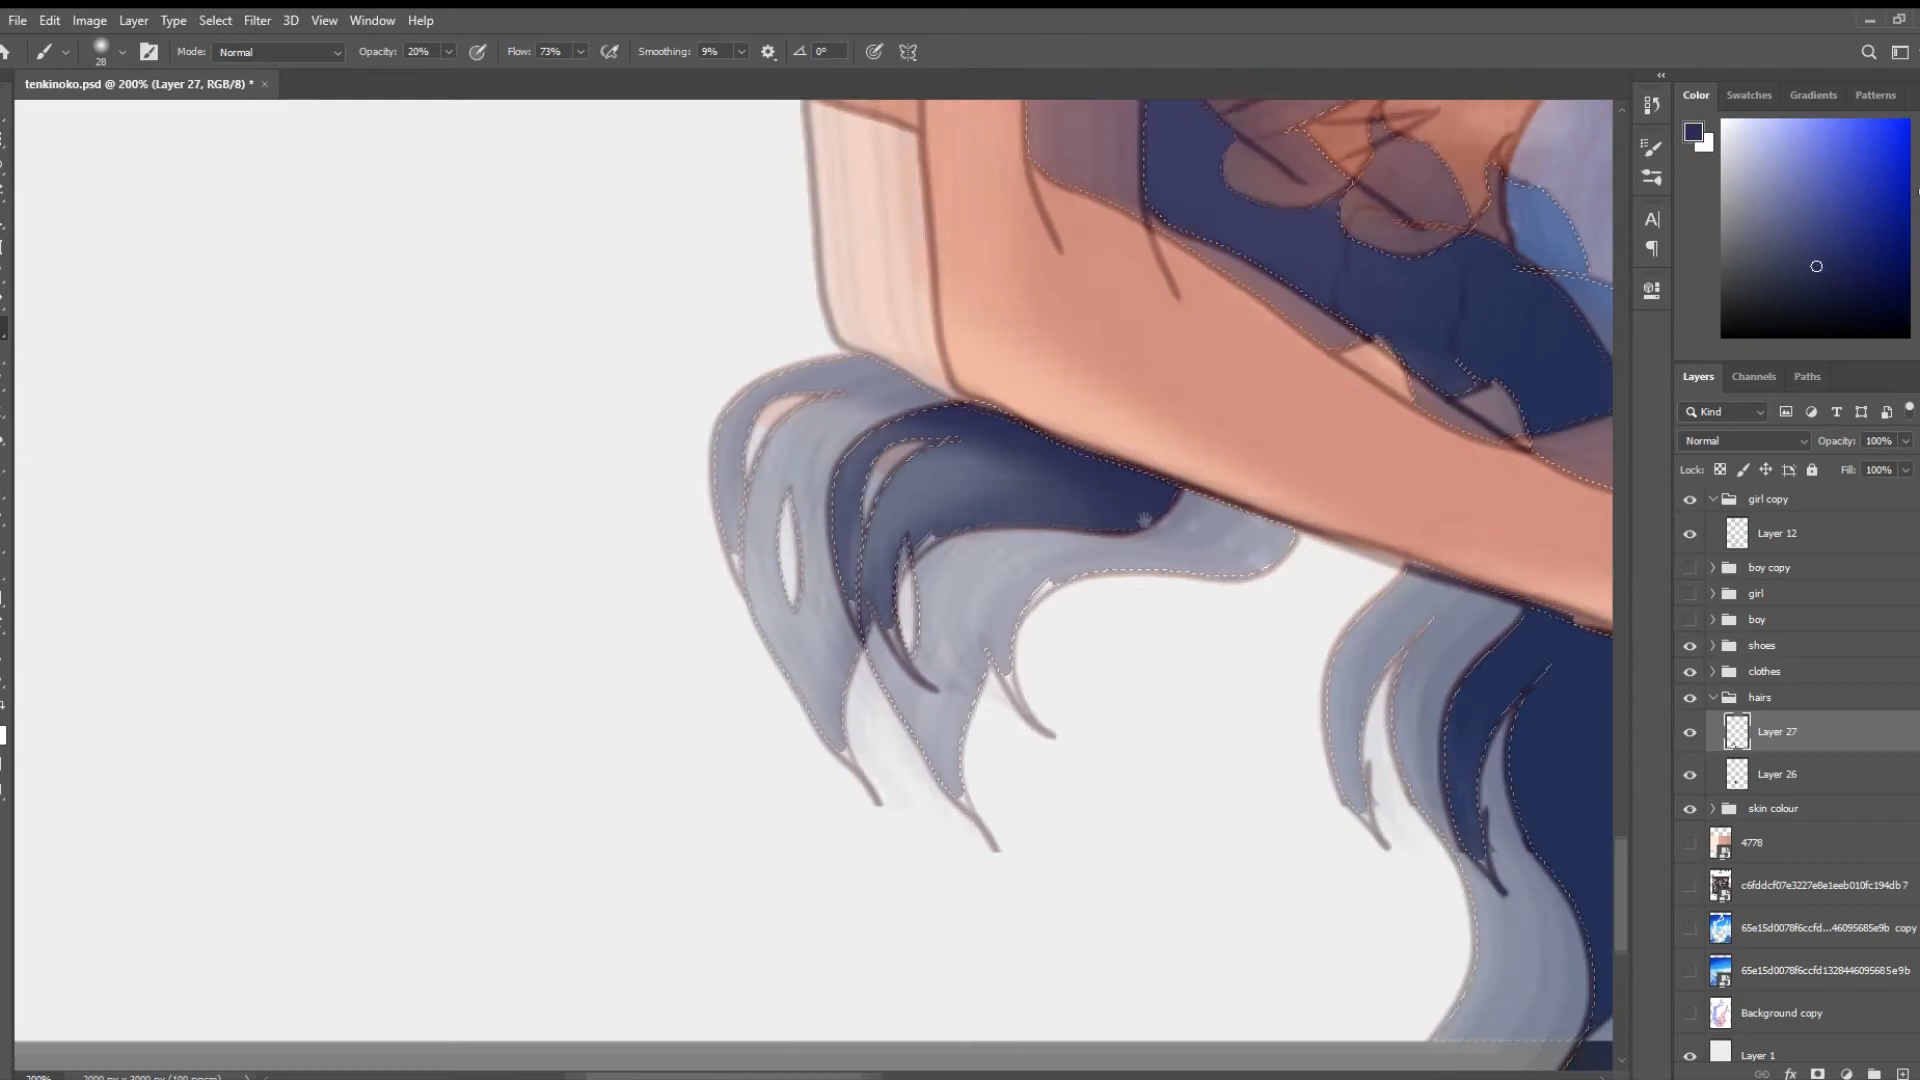 File Edit Image Layer Type Select Filter 3D View Window Help
28 Mode: Normal Opacity: 20% Flow: 73% Smoothing: 9% 0°
tenkinoko.psd @ 200% (Layer 27, RGB/8) * ×
Color Swatches Gradients Patterns
Layers Channels Paths
Kind
Normal Opacity: 100%
Lock: Fill: 100%
girl copy
Layer 12
boy copy
girl
boy
shoes
clothes
hairs
Layer 27
Layer 26
skin colour
4778
c6fddcf07e3227e8e1eeb010fc194db7
65e15d0078f6ccfd...46095685e9b copy
65e15d0078f6ccfd1328446095685e9b
Background copy
Layer 1
fx